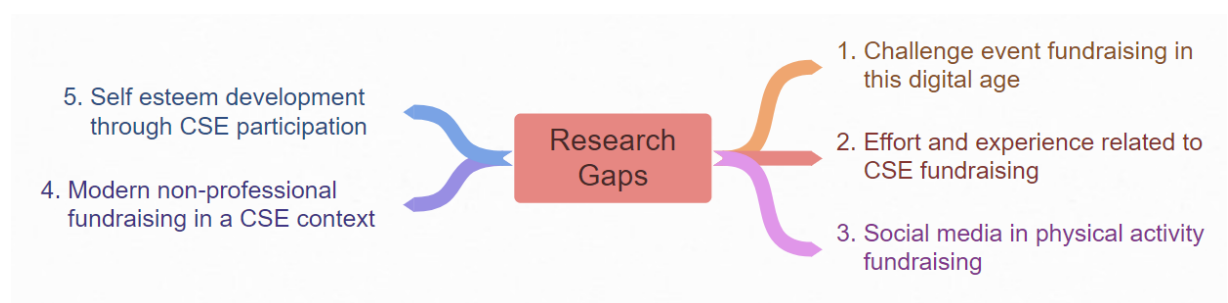 Research
Gaps
1. Challenge event fundraising in
this digital age
2. Effort and experience related to
CSE fundraising
3. Social media in physical activity
fundraising
4. Modern non-professional
fundraising in a CSE context
5. Self esteem development
through CSE participation